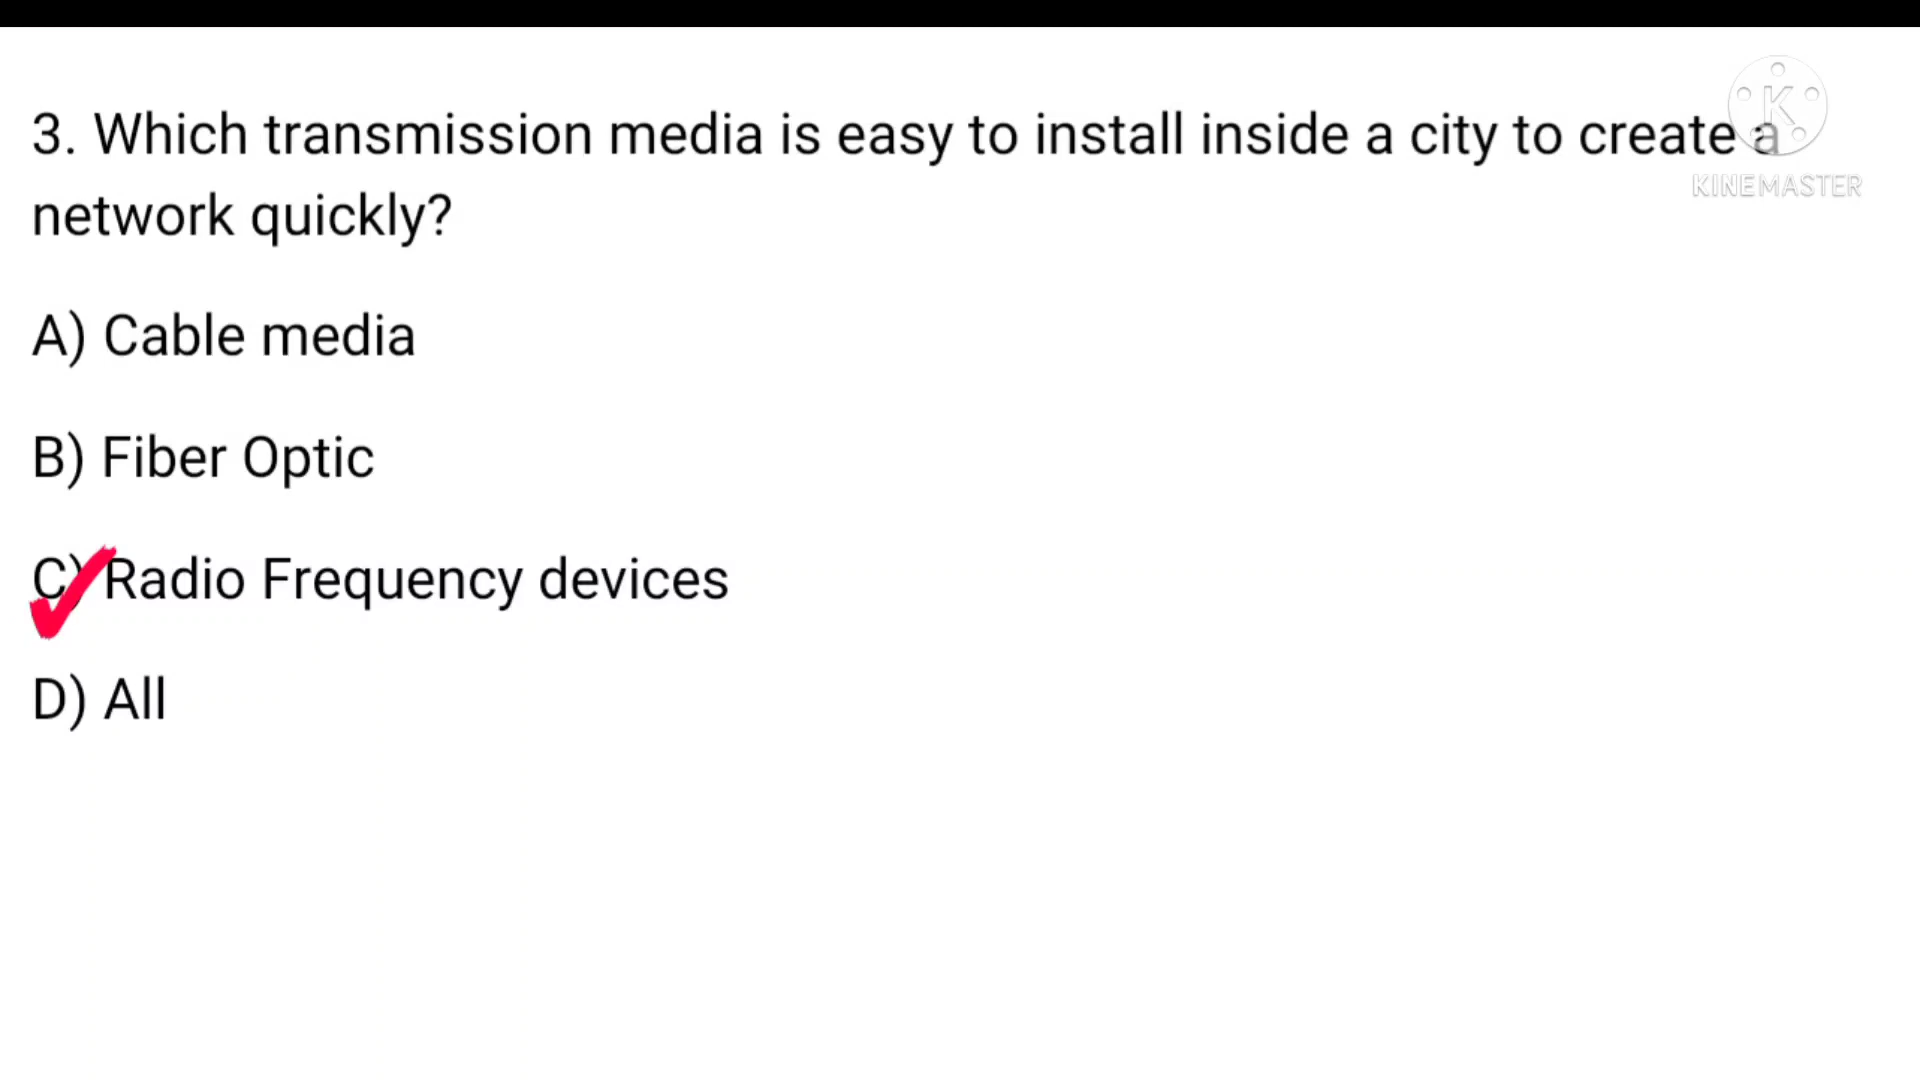 3. Which transmission media is easy to install inside a city to create a
network quickly?
A) Cable media
B) Fiber Optic
C) Radio Frequency devices
D) All
K
KINEMASTER